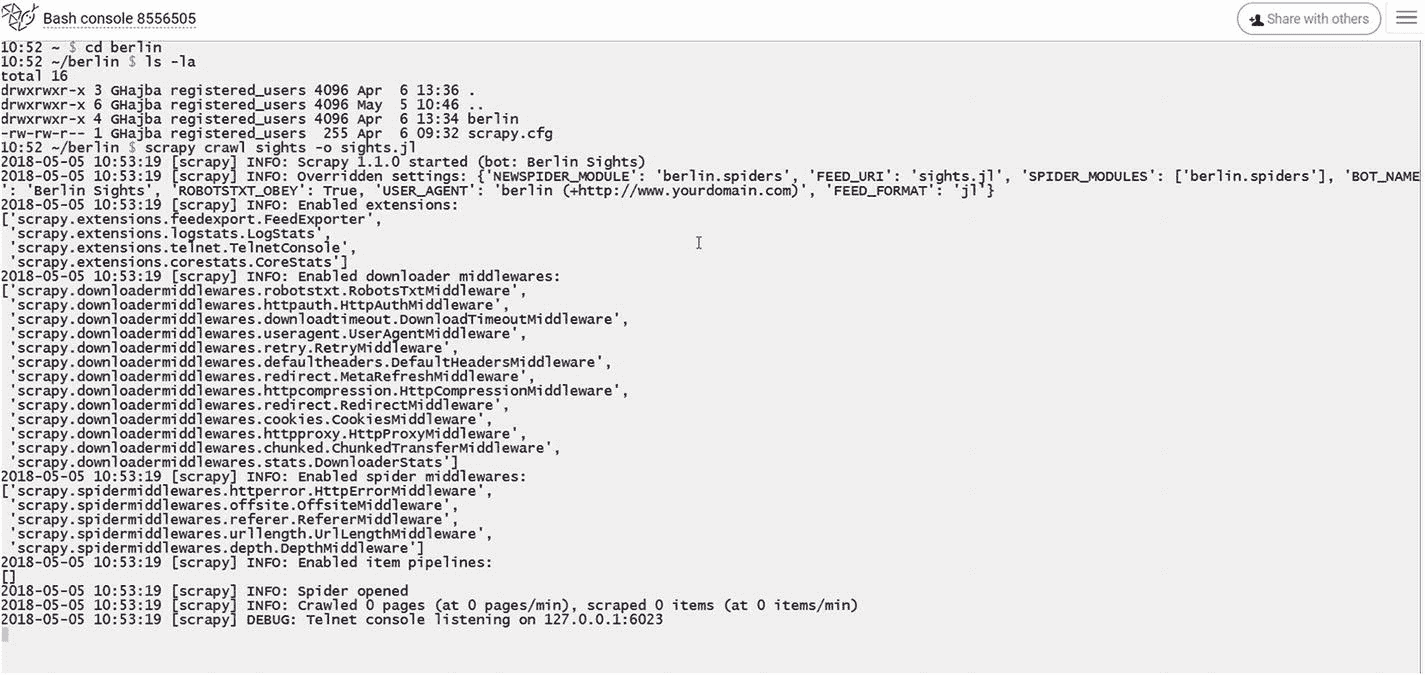 Bash console 8556505
Share with others
10:52 ~ $ cd berlin
10:52 ~/berlin $ ls -la
total 16
drwxrwxr-x 3 GHajba registered_users 4096 Apr  6 13:36 .
drwxrwxr-x 6 GHajba registered_users 4096 May  5 10:46 ..
drwxrwxr-x 4 GHajba registered_users 4096 Apr  6 13:34 berlin
-rw-rw-r-- 1 GHajba registered_users  255 Apr  6 09:32 scrapy.cfg
10:52 ~/berlin $ scrapy crawl sights -o sights.jl
2018-05-05 10:53:19 [scrapy] INFO: Scrapy 1.1.0 started (bot: Berlin Sights)
2018-05-05 10:53:19 [scrapy] INFO: Overridden settings: {'NEWSPIDER_MODULE': 'berlin.spiders', 'FEED_URI': 'sights.jl', 'SPIDER_MODULES': ['berlin.spiders'], 'BOT_NAME
': 'Berlin Sights', 'ROBOTSTXT_OBEY': True, 'USER_AGENT': 'berlin (+http://www.yourdomain.com)', 'FEED_FORMAT': 'jl'}
2018-05-05 10:53:19 [scrapy] INFO: Enabled extensions:
['scrapy.extensions.feedexport.FeedExporter',
 'scrapy.extensions.logstats.LogStats',
 'scrapy.extensions.telnet.TelnetConsole',
 'scrapy.extensions.corestats.CoreStats']
2018-05-05 10:53:19 [scrapy] INFO: Enabled downloader middlewares:
['scrapy.downloadermiddlewares.robotstxt.RobotsTxtMiddleware',
 'scrapy.downloadermiddlewares.httpauth.HttpAuthMiddleware',
 'scrapy.downloadermiddlewares.downloadtimeout.DownloadTimeoutMiddleware',
 'scrapy.downloadermiddlewares.useragent.UserAgentMiddleware',
 'scrapy.downloadermiddlewares.retry.RetryMiddleware',
 'scrapy.downloadermiddlewares.defaultheaders.DefaultHeadersMiddleware',
 'scrapy.downloadermiddlewares.redirect.MetaRefreshMiddleware',
 'scrapy.downloadermiddlewares.httpcompression.HttpCompressionMiddleware',
 'scrapy.downloadermiddlewares.redirect.RedirectMiddleware',
 'scrapy.downloadermiddlewares.cookies.CookiesMiddleware',
 'scrapy.downloadermiddlewares.httpproxy.HttpProxyMiddleware',
 'scrapy.downloadermiddlewares.chunked.ChunkedTransferMiddleware',
 'scrapy.downloadermiddlewares.stats.DownloaderStats']
2018-05-05 10:53:19 [scrapy] INFO: Enabled spider middlewares:
['scrapy.spidermiddlewares.httperror.HttpErrorMiddleware',
 'scrapy.spidermiddlewares.offsite.OffsiteMiddleware',
 'scrapy.spidermiddlewares.referer.RefererMiddleware',
 'scrapy.spidermiddlewares.urllength.UrlLengthMiddleware',
 'scrapy.spidermiddlewares.depth.DepthMiddleware']
2018-05-05 10:53:19 [scrapy] INFO: Enabled item pipelines:
[]
2018-05-05 10:53:19 [scrapy] INFO: Spider opened
2018-05-05 10:53:19 [scrapy] INFO: Crawled 0 pages (at 0 pages/min), scraped 0 items (at 0 items/min)
2018-05-05 10:53:19 [scrapy] DEBUG: Telnet console listening on 127.0.0.1:6023